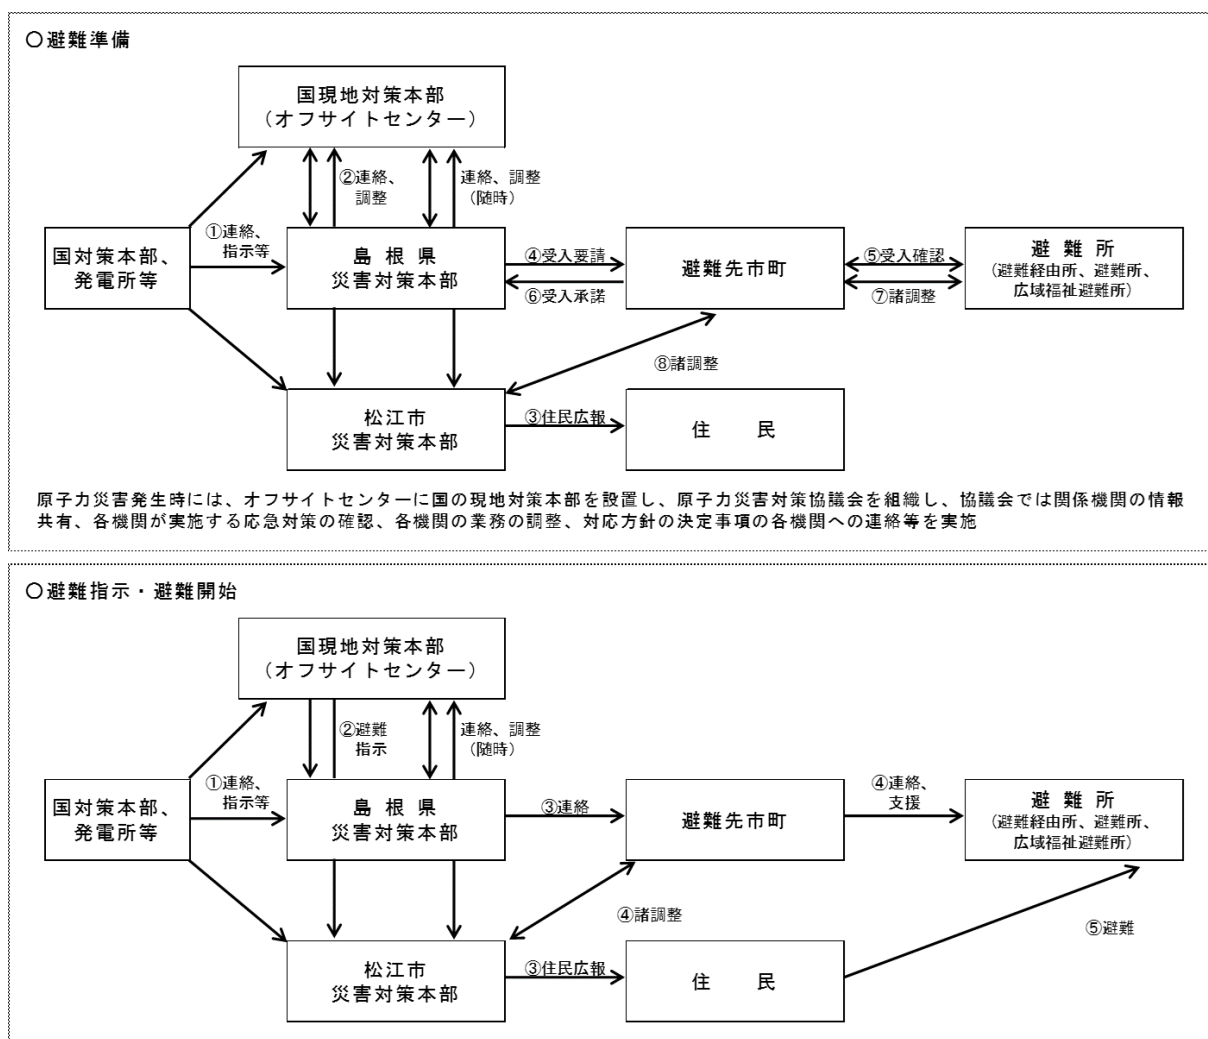 〇避難準備
国現地対策本部
（オフサイトセンター）
②連絡、
調整
連絡、調整
（随時）
①連絡、
指示等
国対策本部、
発電所等
島根県
災害対策本部
④受入要請
⑥受入承諾
避難先市町
⑤受入確認
⑦諸調整
避難所
（避難経由所、避難所、
広域福祉避難所）
⑧諸調整
松江市
災害対策本部
③住民広報
住民
原子力災害発生時には、オフサイトセンターに国の現地対策本部を設置し、原子力災害対策協議会を組織し、協議会では関係機関の情報
共有、各機関が実施する応急対策の確認、各機関の業務の調整、対応方針の決定事項の各機関への連絡等を実施
〇避難指示・避難開始
国現地対策本部
（オフサイトセンター）
②避難
指示
連絡、調整
（随時）
①連絡、
指示等
国対策本部、
発電所等
島根県
災害対策本部
③連絡
避難先市町
④連絡、
支援
避難所
（避難経由所、避難所、
広域福祉避難所）
④諸調整
⑤避難
松江市
災害対策本部
③住民広報
住民